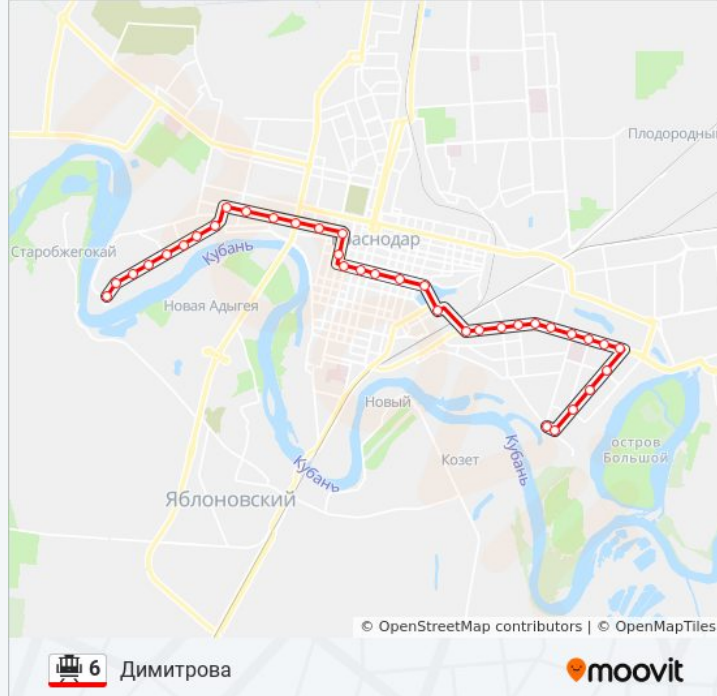 Плодородный
Краснодар
Старобжегокай
Кубань
Новая Адыгея
Новый
Козет
остров
Большой
Кубань
Кубань
Яблоновский
© OpenStreetMap contributors | © OpenMapTiles
6 Димитрова
moovit